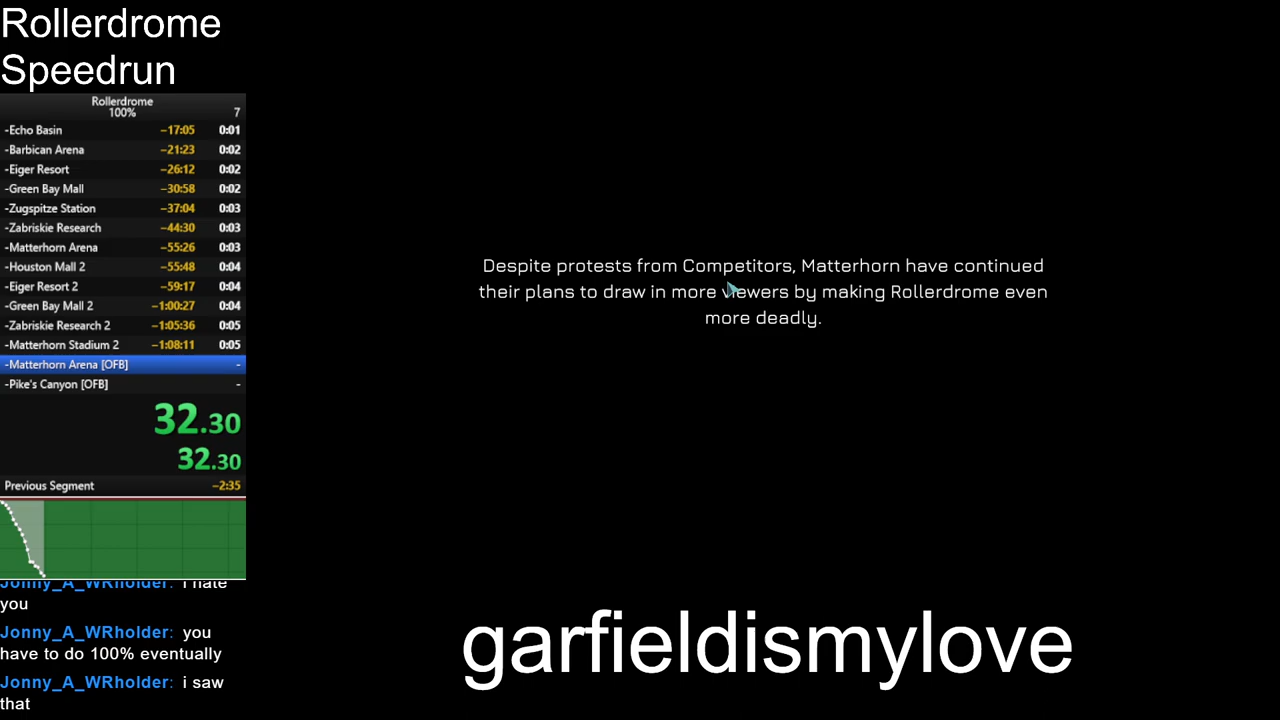 Rollerdrome
Speedrun
Rollerdrome
100% 7
-Echo Basin -17:05 0:01
-Barbican Arena -21:23 0:02
-Eiger Resort -26:12 0:02
-Green Bay Mall -30:58 0:02
-Zugspitze Station -37:04 0:03
-Zabriskie Research -44:30 0:03
-Matterhorn Arena -55:26 0:03
-Houston Mall 2 -55:48 0:04
-Eiger Resort 2 -59:17 0:04
-Green Bay Mall 2 -1:00:27 0:04
-Zabriskie Research 2 -1:05:36 0:05
-Matterhorn Stadium 2 -1:08:11 0:05
-Matterhorn Arena [OFB] -
-Pike's Canyon [OFB] -
32.30
32.30
Previous Segment -2:35
Jonny_A_WRholder: i hate
you
Jonny_A_WRholder: you
have to do 100% eventually
Jonny_A_WRholder: i saw
that
Despite protests from Competitors, Matterhorn have continued
their plans to draw in more viewers by making Rollerdrome even
more deadly.
garfieldismylove